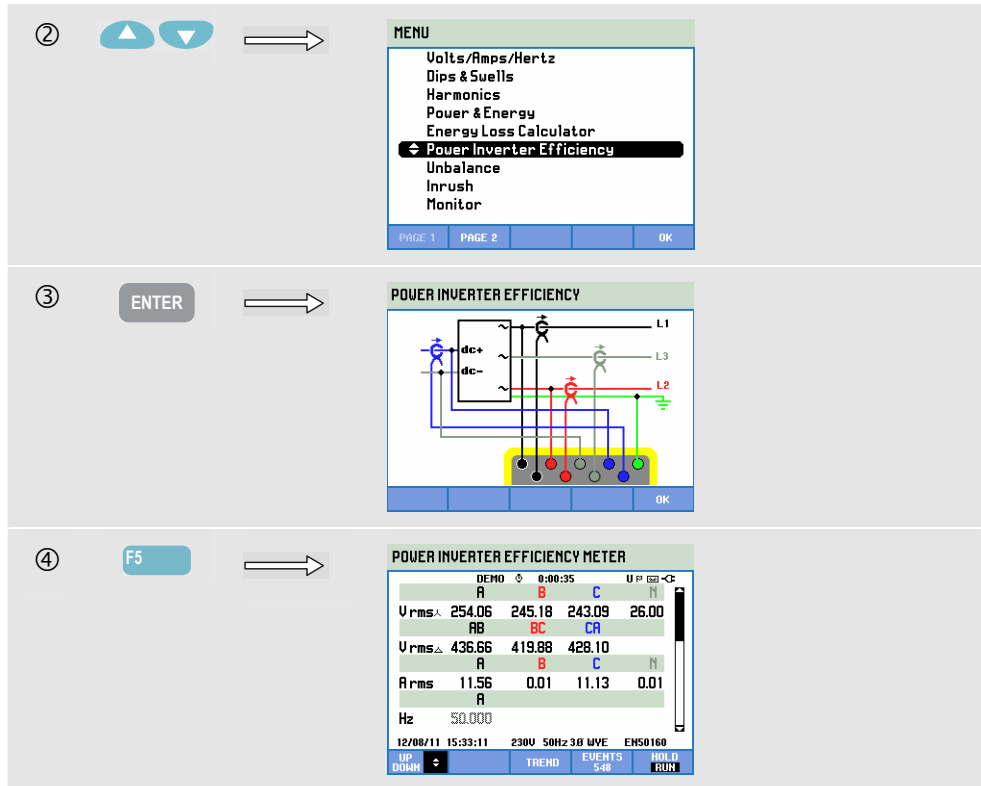 ②
MENU
Volts/Amps/Hertz
Dips & Swells
Harmonics
Power & Energy
Energy Loss Calculator
Power Inverter Efficiency
Unbalance
Inrush
Monitor
PAGE 1 PAGE 2 OK
③ ENTER
POWER INVERTER EFFICIENCY
L1
dc+
L3
dc-
L2
OK
④ F5
POWER INVERTER EFFICIENCY METER
DEMO 0:00:35 U
A B C N
V rms 254.06 245.18 243.09 26.00
AB BC CA
V rms 436.66 419.88 428.10
A B C N
A rms 11.56 0.01 11.13 0.01
A
Hz 50.000
12/08/11 15:33:11 230V 50Hz 3Ø WYE EN50160
UP DOWN TREND EVENTS 548 HOLD RUN